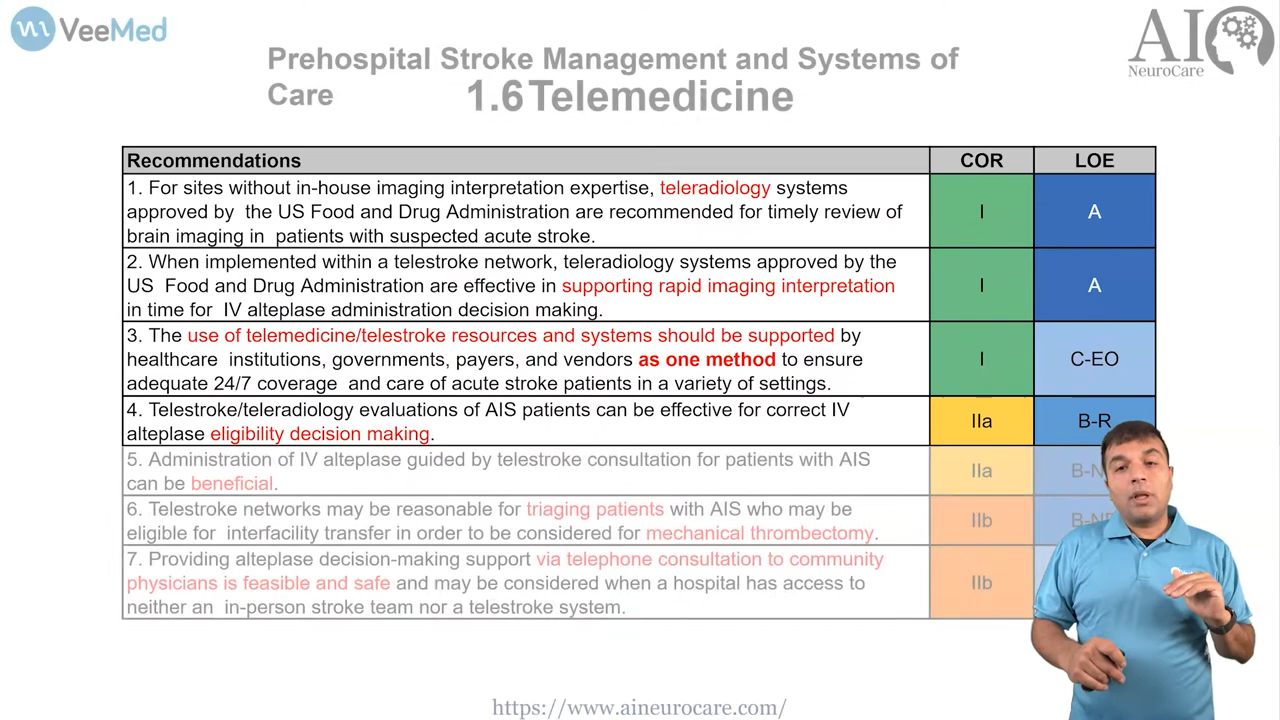 VeeMed
AI
NeuroCare
Prehospital Stroke Management and Systems of
Care
1.6 Telemedicine
Recommendations COR LOE
1. For sites without in-house imaging interpretation expertise, teleradiology systems
approved by the US Food and Drug Administration are recommended for timely review of
brain imaging in patients with suspected acute stroke.
I A
2. When implemented within a telestroke network, teleradiology systems approved by the
US Food and Drug Administration are effective in supporting rapid imaging interpretation
in time for IV alteplase administration decision making.
I A
3. The use of telemedicine/telestroke resources and systems should be supported by
healthcare institutions, governments, payers, and vendors as one method to ensure
adequate 24/7 coverage and care of acute stroke patients in a variety of settings.
I C-EO
4. Telestroke/teleradiology evaluations of AIS patients can be effective for correct IV
alteplase eligibility decision making.
IIa B-R
5. Administration of IV alteplase guided by telestroke consultation for patients with AIS
can be beneficial.
IIa
6. Telestroke networks may be reasonable for triaging patients with AIS who may be
eligible for interfacility transfer in order to be considered for mechanical thrombectomy.
IIb
7. Providing alteplase decision-making support via telephone consultation to community
physicians is feasible and safe and may be considered when a hospital has access to
neither an in-person stroke team nor a telestroke system.
IIb
https://www.aineurocare.com/